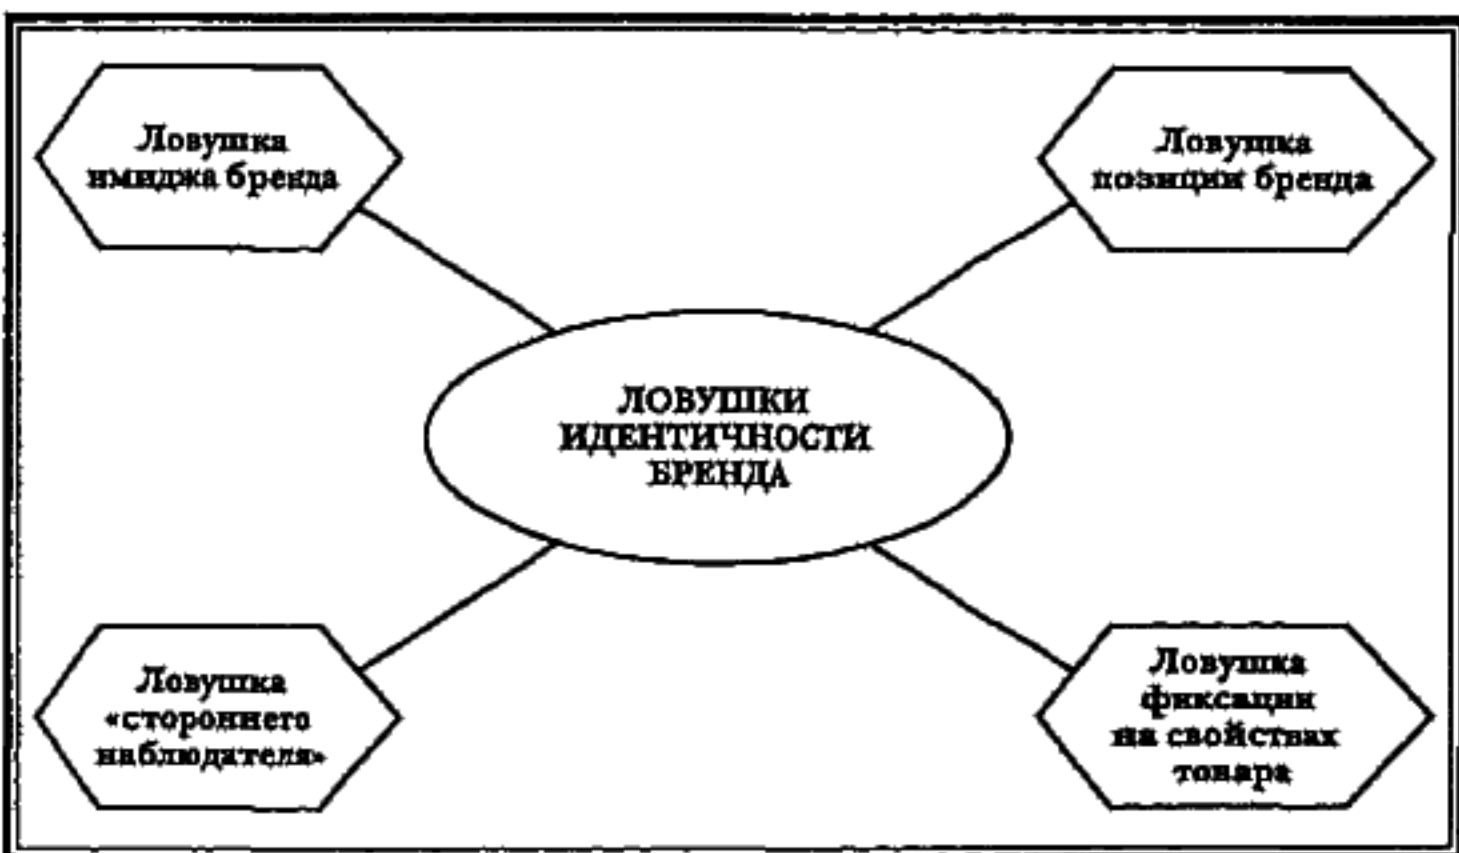 Ловушка
имиджа бренда
Ловушка
позиции бренда
ЛОВУШКИ
ИДЕНТИЧНОСТИ
БРЕНДА
Ловушка
«стороннего
наблюдателя»
Ловушка
фиксации
на свойствах
товара